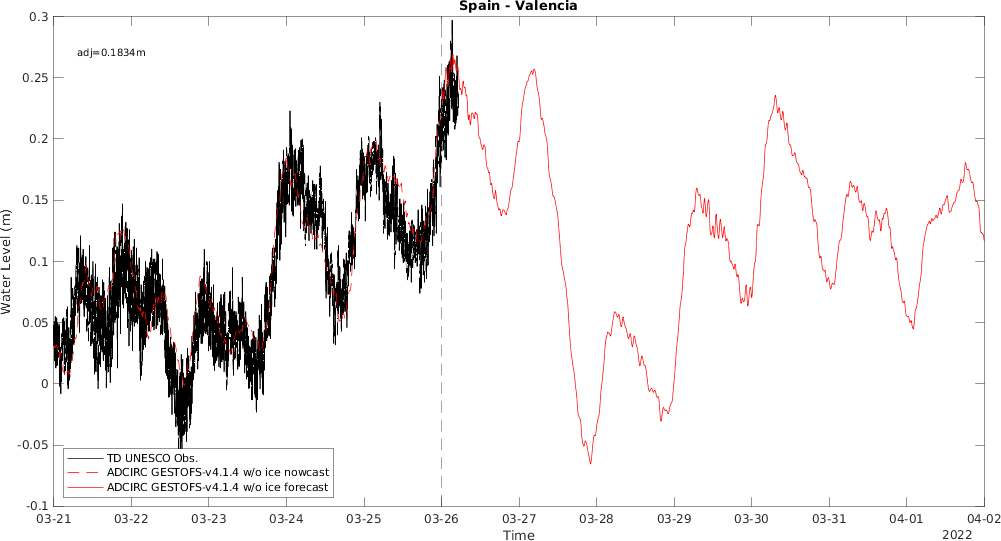 Spain - Valencia
adj=0.1834m
0.3
0.25
0.2
0.15
0.1
0.05
0
-0.05
-0.1
Water Level (m)
TD UNESCO Obs.
ADCIRC GESTOFS-v4.1.4 w/o ice nowcast
ADCIRC GESTOFS-v4.1.4 w/o ice forecast
03-21 03-22 03-23 03-24 03-25 03-26 03-27 03-28 03-29 03-30 03-31 04-01 04-02
Time
2022